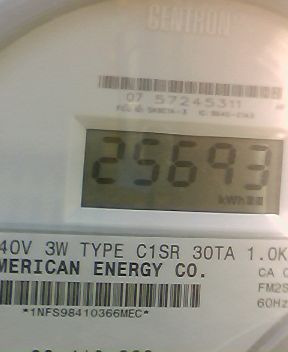 CENTRON
07 57245311
25693
kWh
40V 3W TYPE C1SR 30TA 1.0K
MERICAN ENERGY CO.
CA 0
FM2S
60Hz
*1NFS98410366MEC*